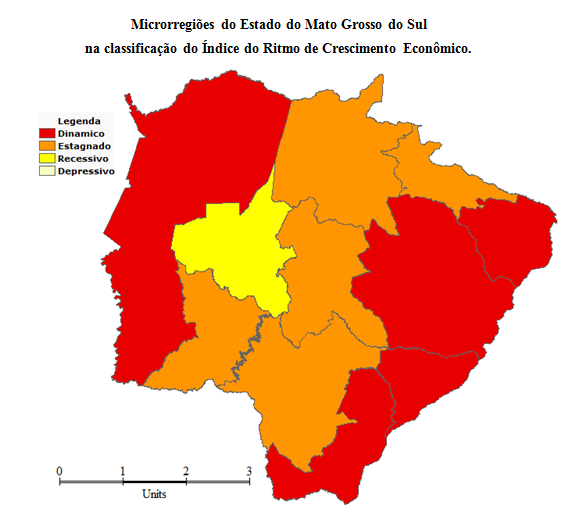 Microrregiões do Estado do Mato Grosso do Sul
na classificação do Índice do Ritmo de Crescimento Econômico.
Legenda
Dinamico
Estagnado
Recessivo
Depressivo
0 1 2 3
Units